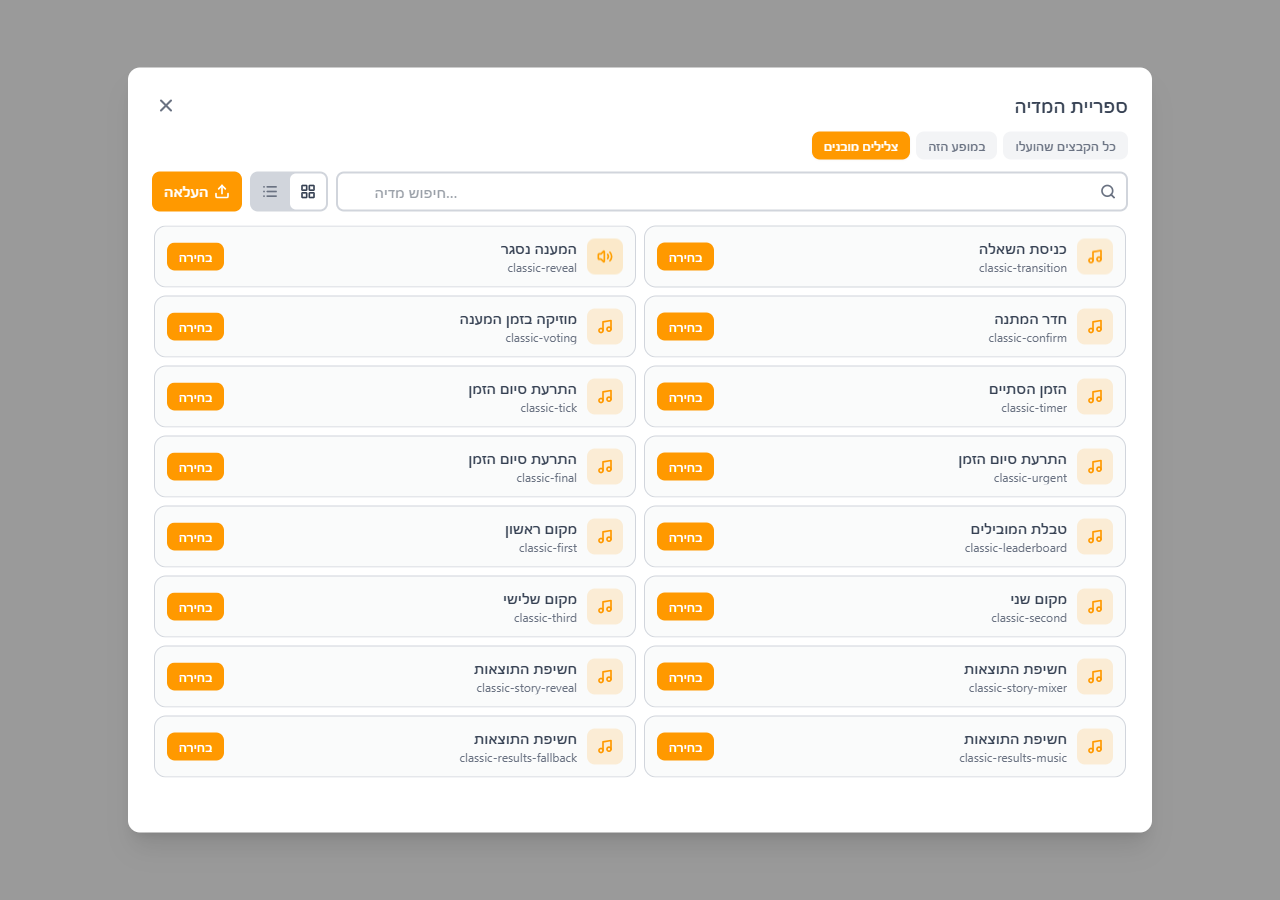 ספריית המדיה
כל הקבצים שהועלו
במופע הזה
צלילים מובנים
חיפוש מדיה...
העלאה
כניסת השאלה
classic-transition
בחירה
המענה נסגר
classic-reveal
בחירה
חדר המתנה
classic-confirm
בחירה
מוזיקה בזמן המענה
classic-voting
בחירה
הזמן הסתיים
classic-timer
בחירה
התרעת סיום הזמן
classic-tick
בחירה
התרעת סיום הזמן
classic-urgent
בחירה
התרעת סיום הזמן
classic-final
בחירה
טבלת המובילים
classic-leaderboard
בחירה
מקום ראשון
classic-first
בחירה
מקום שני
classic-second
בחירה
מקום שלישי
classic-third
בחירה
חשיפת התוצאות
classic-story-mixer
בחירה
חשיפת התוצאות
classic-story-reveal
בחירה
חשיפת התוצאות
classic-results-music
בחירה
חשיפת התוצאות
classic-results-fallback
בחירה